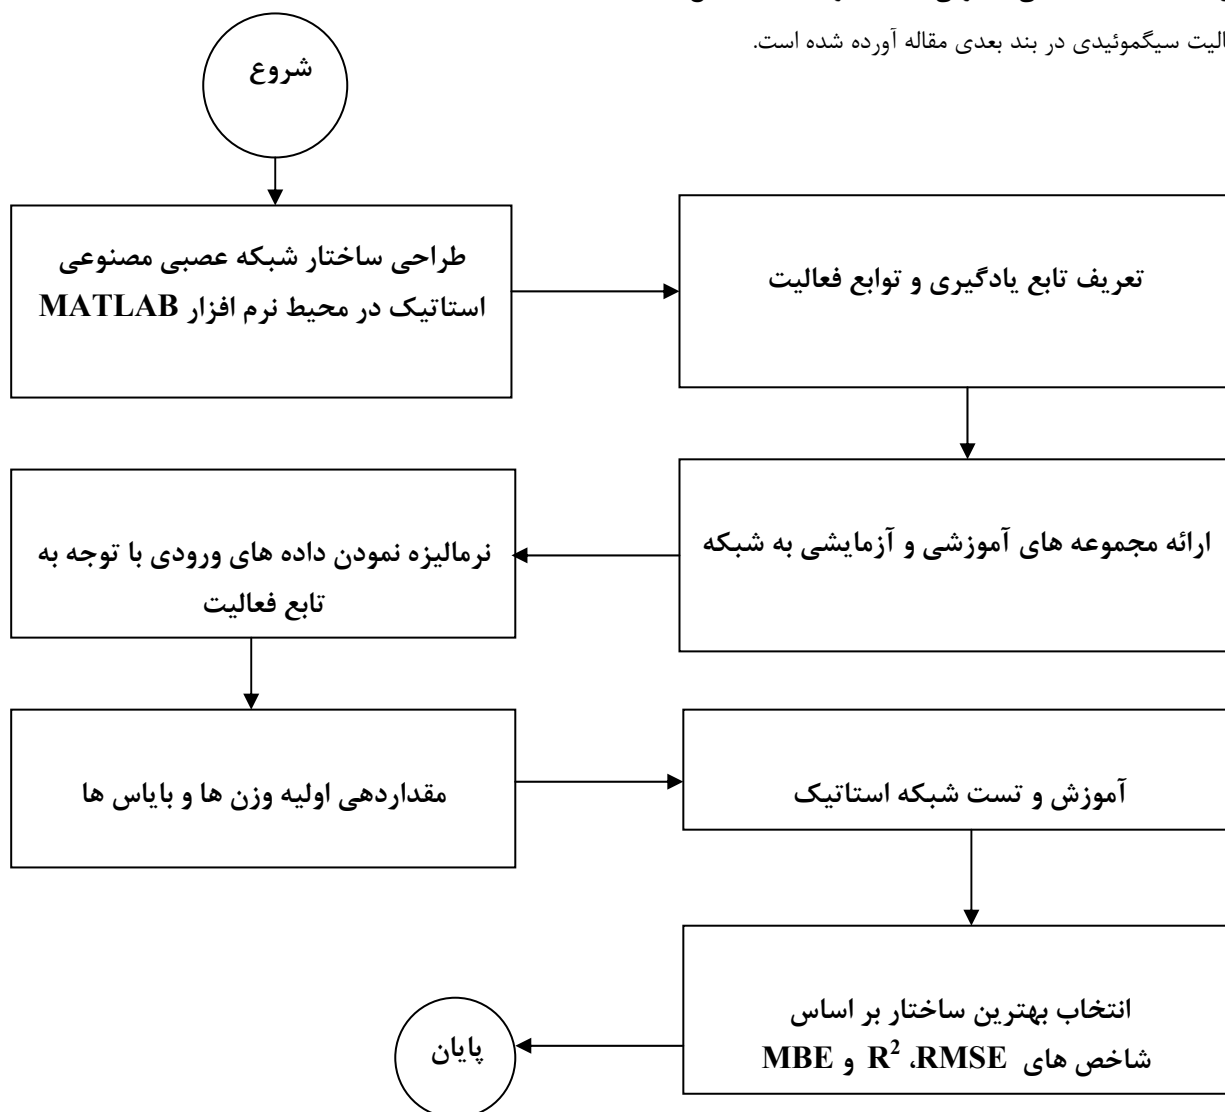 سیگموئیدی در بند بعدی مقاله آورده شده است.
شروع
طراحی ساختار شبکه عصبی مصنوعی
استاتیک در محیط نرم افزار MATLAB
تعریف تابع یادگیری و توابع فعالیت
ارائه مجموعه های آموزشی و آزمایشی به شبکه
نرمالیزه نمودن داده های ورودی با توجه به
تابع فعالیت
مقداردهی اولیه وزن ها و بایاس ها
آموزش و تست شبکه استاتیک
انتخاب بهترین ساختار بر اساس
شاخص های R²، RMSE و MBE
پایان